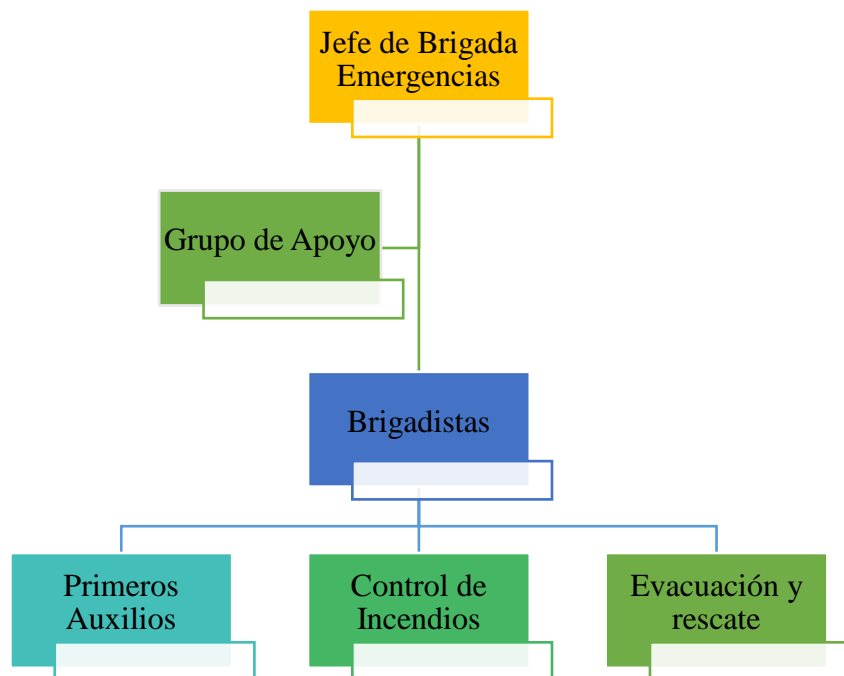 Jefe de Brigada
Emergencias
Grupo de Apoyo
Brigadistas
Primeros
Auxilios
Control de
Incendios
Evacuación y
rescate